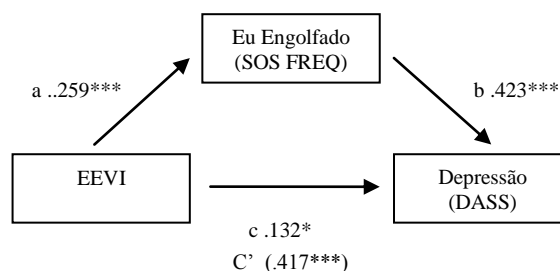 Eu Engolfado
(SOS FREQ)
a ..259***
b .423***
EEVI
Depressão
(DASS)
c .132*
C' (.417***)